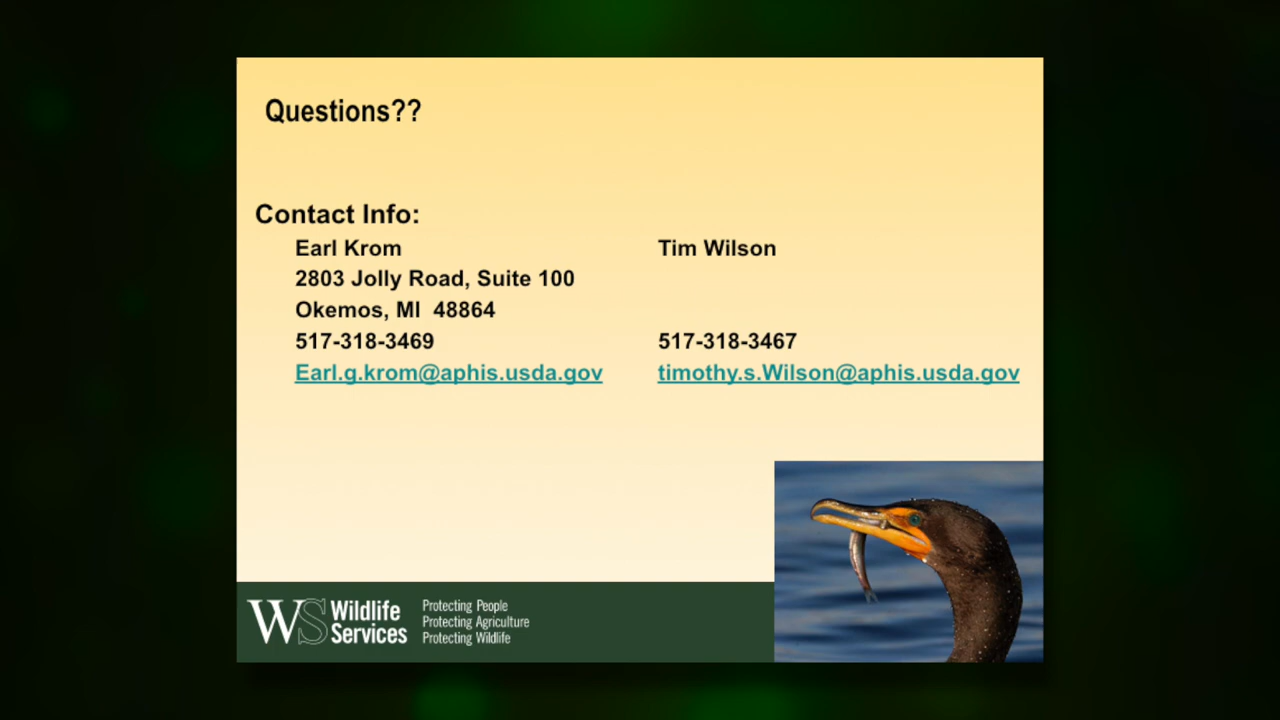 Questions??
Contact Info:
Earl Krom Tim Wilson
2803 Jolly Road, Suite 100
Okemos, MI 48864
517-318-3469 517-318-3467
Earl.g.krom@aphis.usda.gov timothy.s.Wilson@aphis.usda.gov
WS Wildlife Services
Protecting People
Protecting Agriculture
Protecting Wildlife